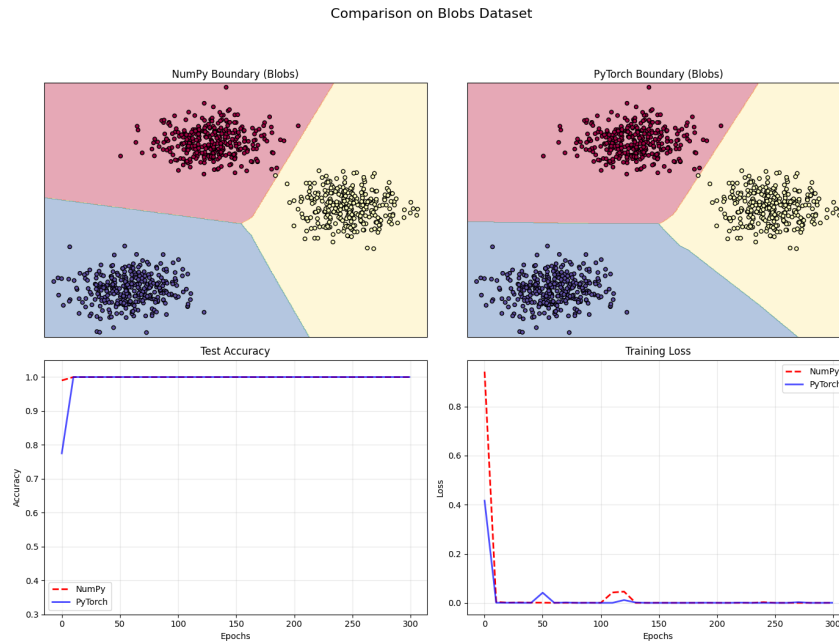 Comparison on Blobs Dataset
NumPy Boundary (Blobs)
PyTorch Boundary (Blobs)
Test Accuracy
1.0
0.9
0.8
0.7
0.6
0.5
0.4
0.3
Accuracy
NumPy
PyTorch
0 50 100 150 200 250 300
Epochs
Training Loss
NumPy
PyTorch
0.8
0.6
0.4
0.2
0.0
Loss
0 50 100 150 200 250 300
Epochs